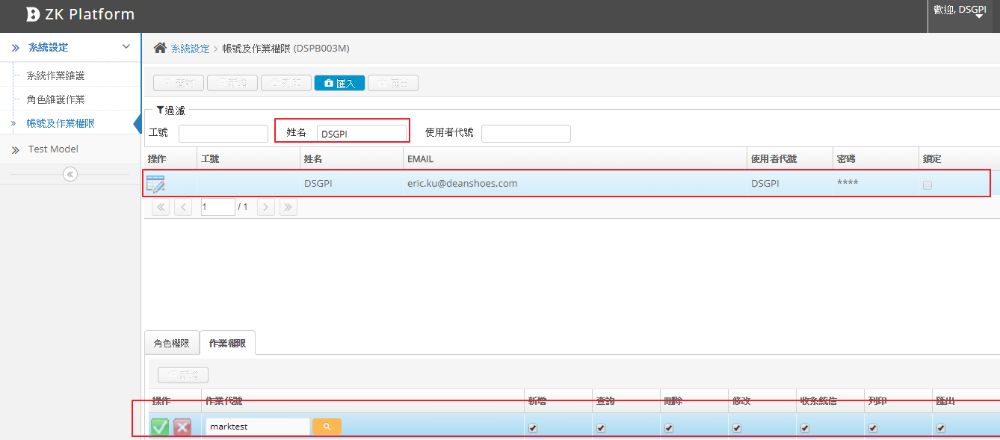 ZK Platform
歡迎, DSGPI
系統設定
系統作業維護
角色維護作業
帳號及作業權限
Test Model
系統設定 > 帳號及作業權限 (DSPB003M)
查詢 新增 列印 匯入 匯出
過濾
工號 姓名 DSGPI 使用者代號
操作 工號 姓名 EMAIL 使用者代號 密碼 鎖定
DSGPI eric.ku@deanshoes.com DSGPI ****
1 / 1
角色權限 作業權限
新增
操作 作業代號 新增 查詢 刪除 修改 收系統信 列印 匯出
marktest